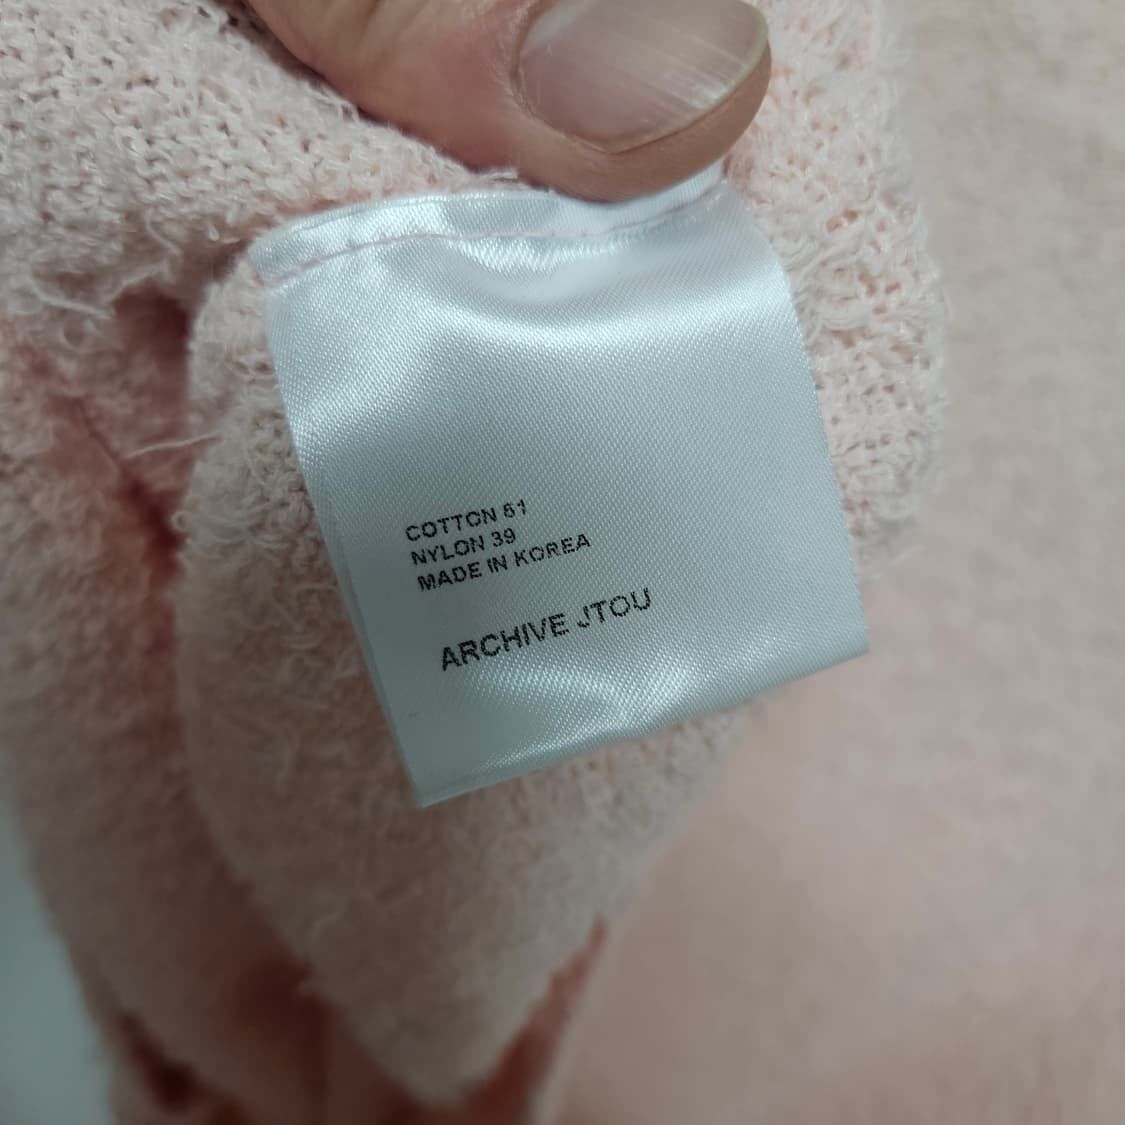 COTTON 61
NYLON 39
MADE IN KOREA
ARCHIVE JTOU